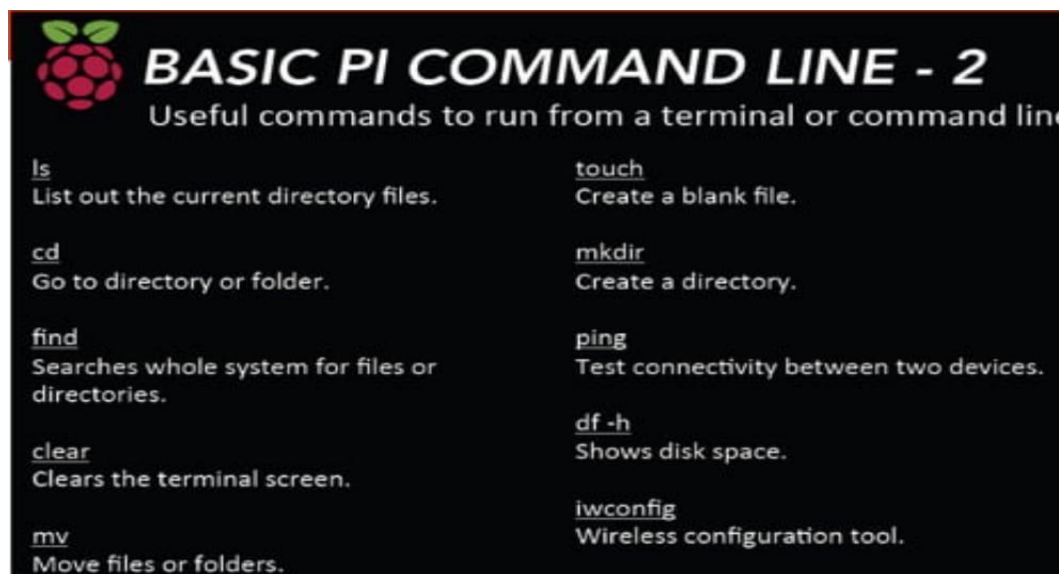 BASIC PI COMMAND LINE - 2
Useful commands to run from a terminal or command line
ls
List out the current directory files.
cd
Go to directory or folder.
find
Searches whole system for files or
directories.
clear
Clears the terminal screen.
mv
Move files or folders.
touch
Create a blank file.
mkdir
Create a directory.
ping
Test connectivity between two devices.
df -h
Shows disk space.
iwconfig
Wireless configuration tool.